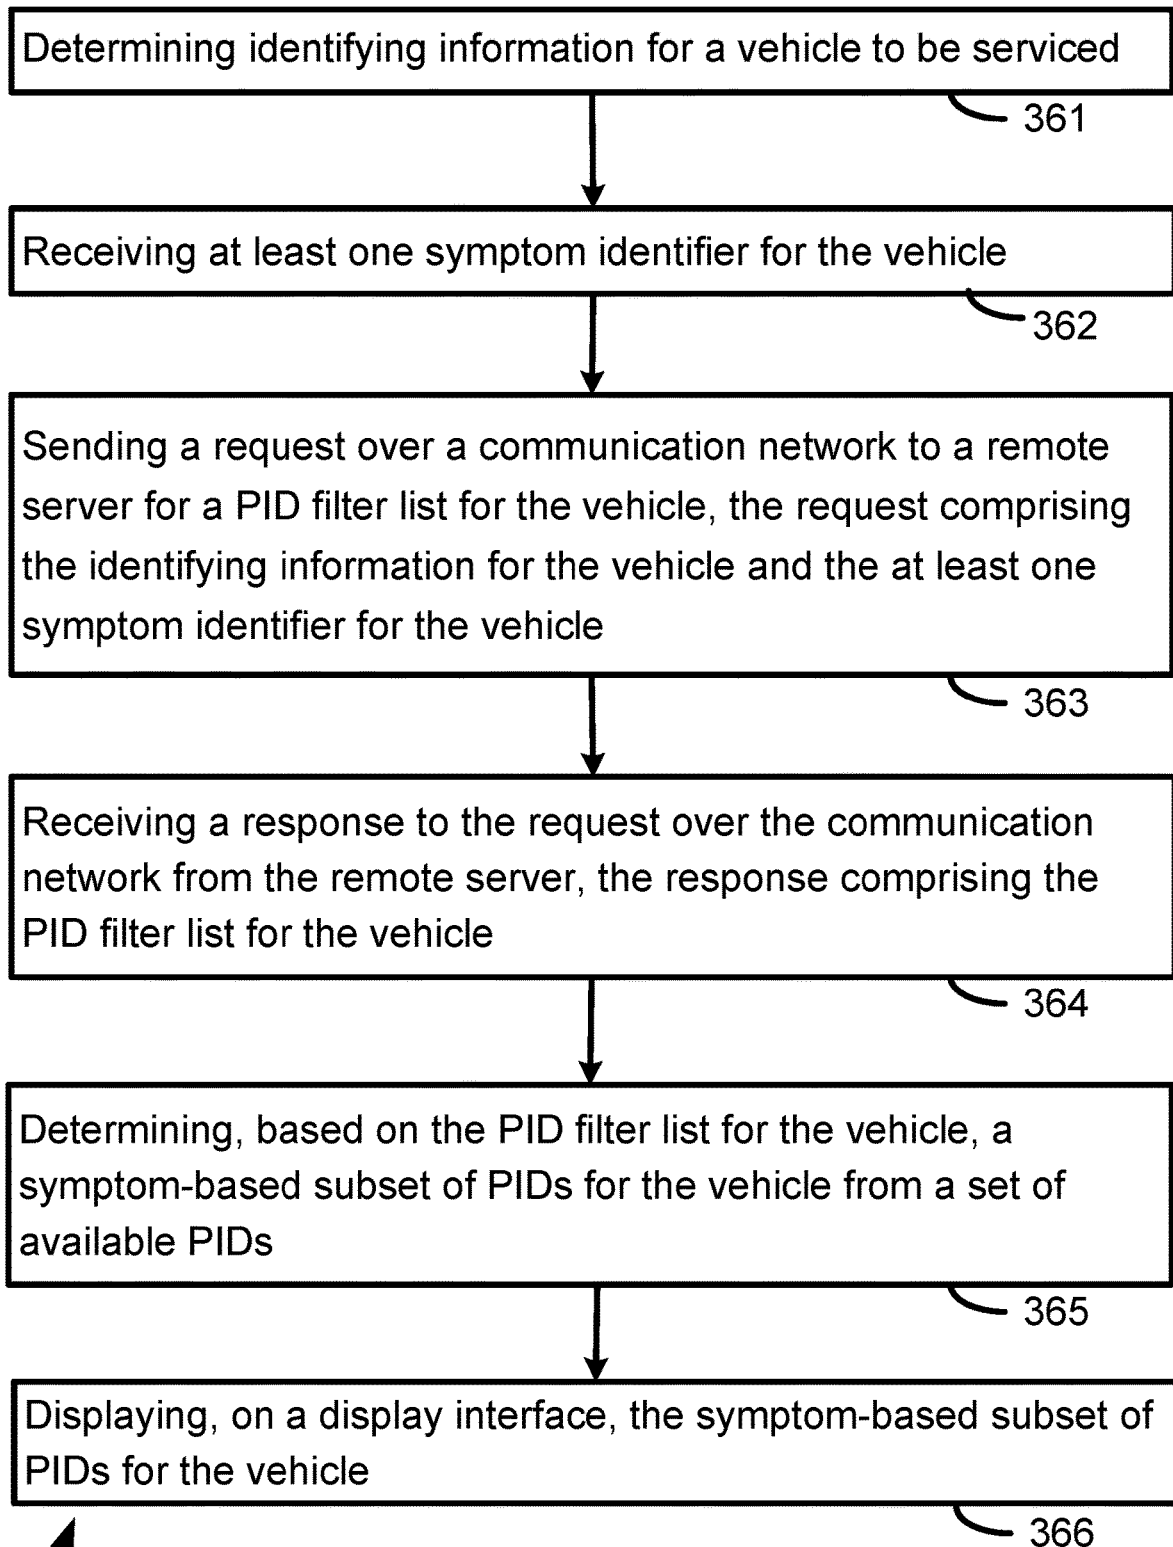 Determining identifying information for a vehicle to be serviced
361
Receiving at least one symptom identifier for the vehicle
362
Sending a request over a communication network to a remote
server for a PID filter list for the vehicle, the request comprising
the identifying information for the vehicle and the at least one
symptom identifier for the vehicle
363
Receiving a response to the request over the communication
network from the remote server, the response comprising the
PID filter list for the vehicle
364
Determining, based on the PID filter list for the vehicle, a
symptom-based subset of PIDs for the vehicle from a set of
available PIDs
365
Displaying, on a display interface, the symptom-based subset of
PIDs for the vehicle
366